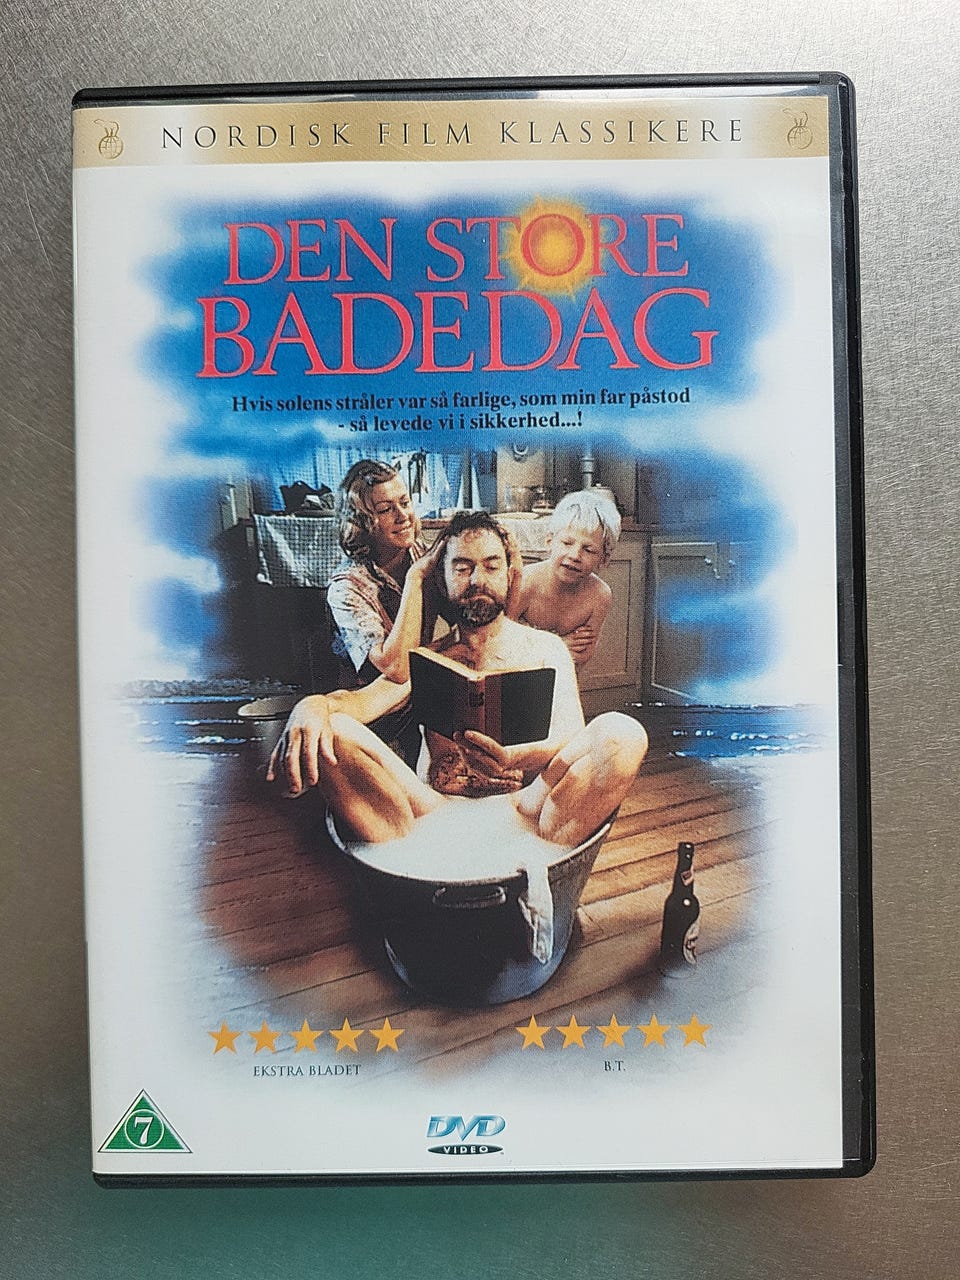 NORDISK FILM KLASSIKERE
DEN STORE
BADEDAG
Hvis solens stråler var så farlige, som min far påstod
- så levede vi i sikkerhed...!
EKSTRA BLADET
B.T.
7
DVD
VIDEO